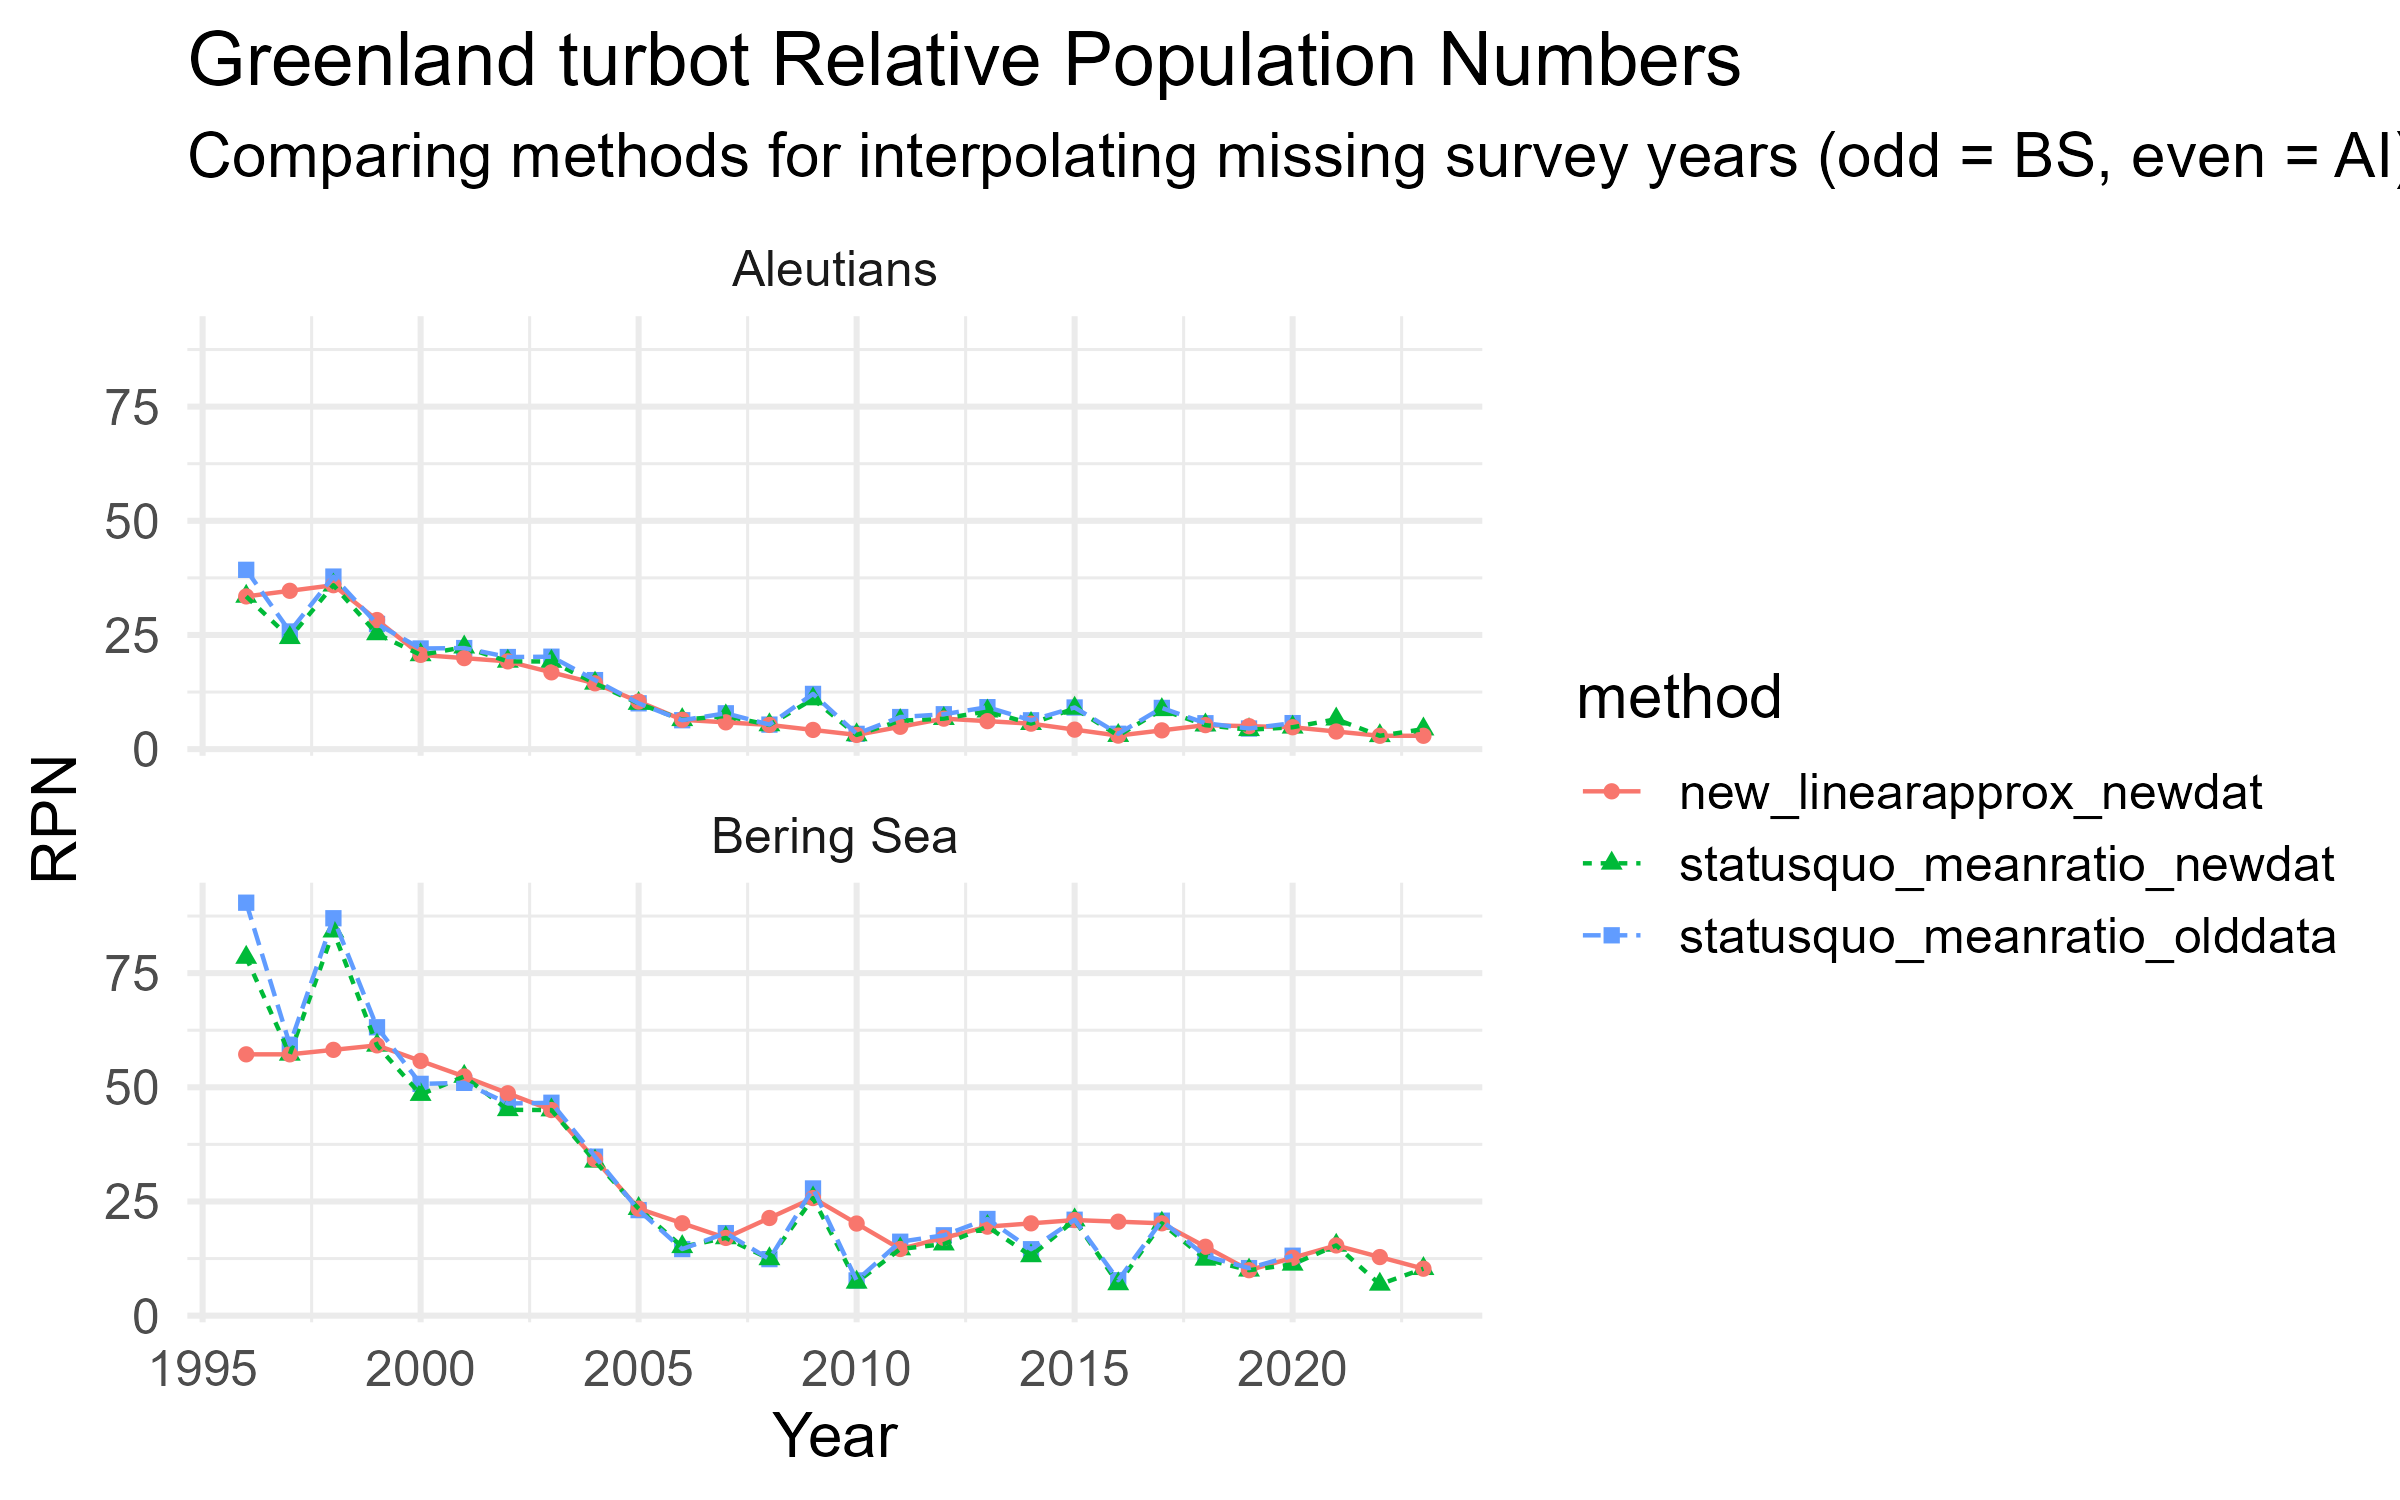 Greenland turbot Relative Population Numbers
Comparing methods for interpolating missing survey years (odd = BS, even = AI)
Aleutians
75
50
25
0
RPN
Bering Sea
75
50
25
0
1995 2000 2005 2010 2015 2020
Year
method
new_linearapprox_newdat
statusquo_meanratio_newdat
statusquo_meanratio_olddata